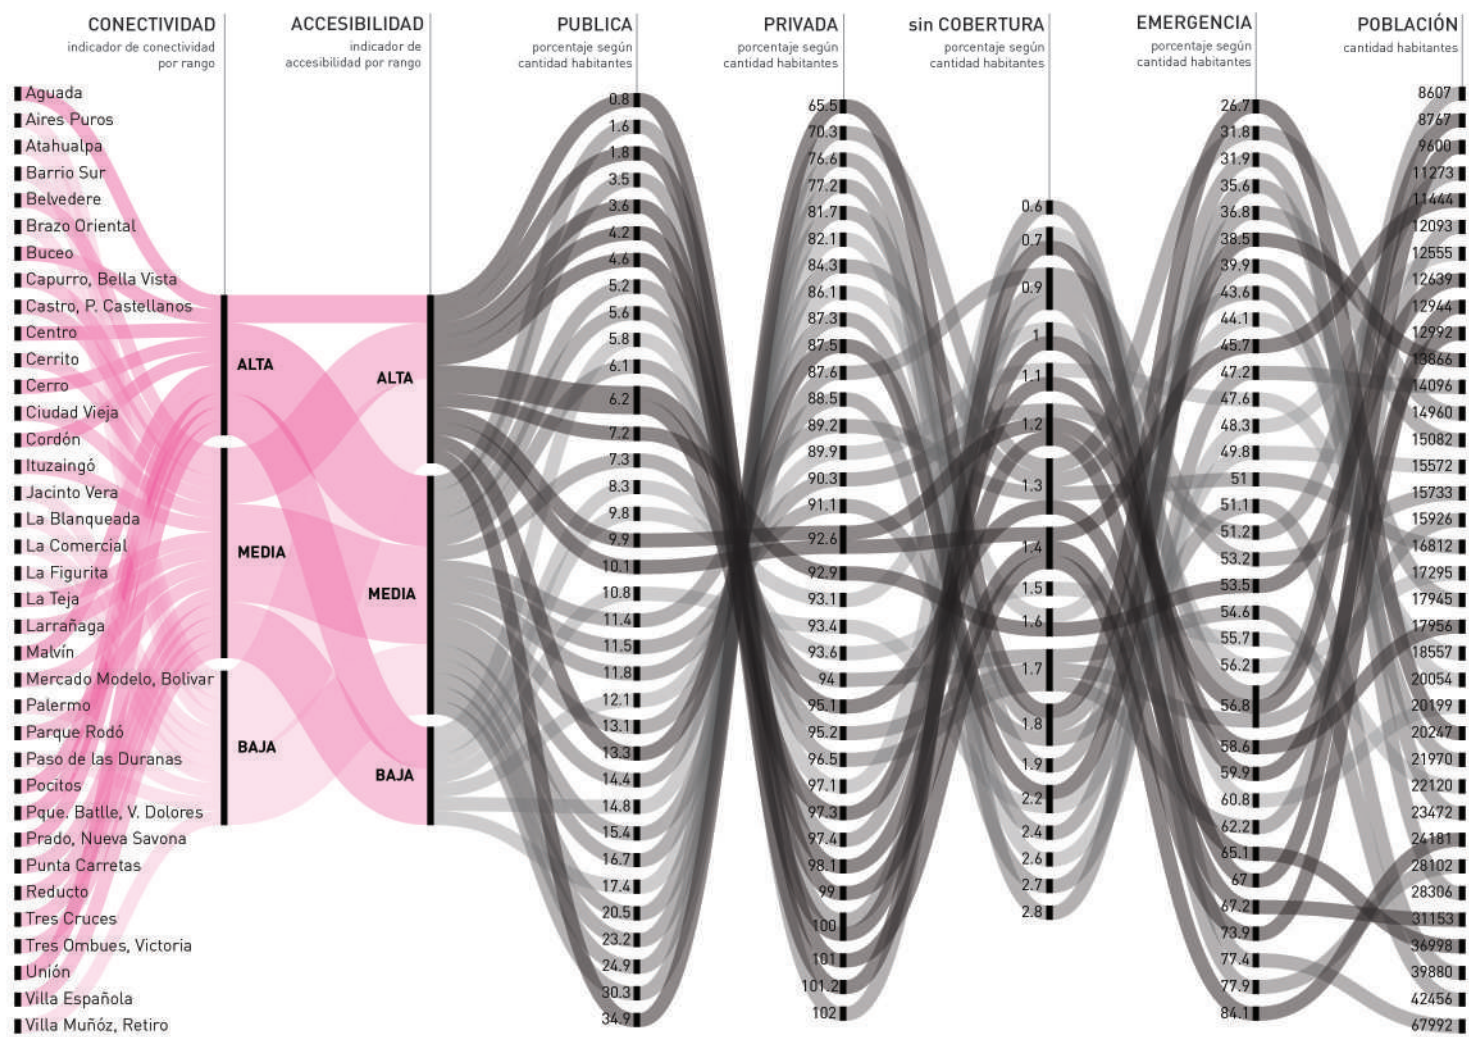 CONECTIVIDAD
indicador de conectividad
por rango
ACCESIBILIDAD
indicador de
accesibilidad por rango
PUBLICA
porcentaje según
cantidad habitantes
PRIVADA
porcentaje según
cantidad habitantes
sin COBERTURA
porcentaje según
cantidad habitantes
EMERGENCIA
porcentaje según
cantidad habitantes
POBLACIÓN
cantidad habitantes
Aguada
Aires Puros
Atahualpa
Barrio Sur
Belvedere
Brazo Oriental
Buceo
Capurro, Bella Vista
Castro, P. Castellanos
Centro
Cerrito
Cerro
Ciudad Vieja
Cordón
Ituzaingó
Jacinto Vera
La Blanqueada
La Comercial
La Figurita
La Teja
Larrañaga
Malvín
Mercado Modelo, Bolivar
Palermo
Parque Rodó
Paso de las Duranas
Pocitos
Pque. Batlle, V. Dolores
Prado, Nueva Savona
Punta Carretas
Reducto
Tres Cruces
Tres Ombues, Victoria
Unión
Villa Española
Villa Muñóz, Retiro
ALTA
MEDIA
BAJA
ALTA
MEDIA
BAJA
0.8
1.6
1.8
3.5
3.6
4.2
4.6
5.2
5.6
5.8
6.1
6.2
7.2
7.3
8.3
9.8
9.9
10.1
10.8
11.4
11.5
11.8
12.1
13.1
13.3
14.4
14.8
15.4
16.7
17.4
20.5
23.2
24.9
30.3
34.9
65.5
70.3
76.6
77.2
81.7
82.1
84.3
86.1
87.3
87.5
87.6
88.5
89.2
89.9
90.3
91.1
92.6
92.9
93.1
93.4
93.6
94
95.1
95.2
96.5
97.1
97.3
97.4
98.1
99
100
101
101.2
102
0.6
0.7
0.9
1
1.1
1.2
1.3
1.4
1.5
1.6
1.7
1.8
1.9
2.2
2.4
2.6
2.7
2.8
26.7
31.8
31.9
35.6
36.8
38.5
39.9
43.6
44.1
45.7
47.2
47.6
48.3
49.8
51
51.1
51.2
53.2
53.5
54.6
55.7
56.2
56.8
58.6
59.9
60.8
62.2
65.1
67
67.2
73.9
77.4
77.9
84.1
8607
8767
9600
11273
11444
12093
12555
12639
12944
12992
13866
14096
14960
15082
15572
15733
15926
16812
17295
17945
17956
18557
20054
20199
20247
21970
22120
23472
24181
28102
28306
31153
36998
39880
42456
67992